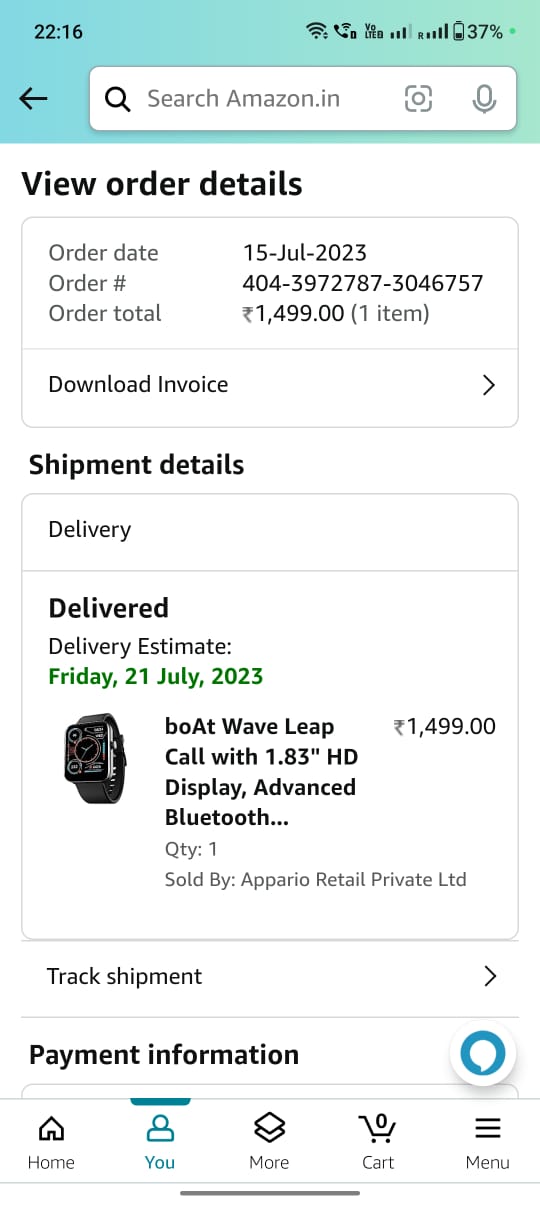 22:16
Vo
LTE
R
37%
Search Amazon.in
View order details
Order date 15-Jul-2023
Order # 404-3972787-3046757
Order total ₹1,499.00 (1 item)
Download Invoice
Shipment details
Delivery
Delivered
Delivery Estimate:
Friday, 21 July, 2023
boAt Wave Leap ₹1,499.00
Call with 1.83" HD
Display, Advanced
Bluetooth...
Qty: 1
Sold By: Appario Retail Private Ltd
Track shipment
Payment information
0
Home You More Cart Menu